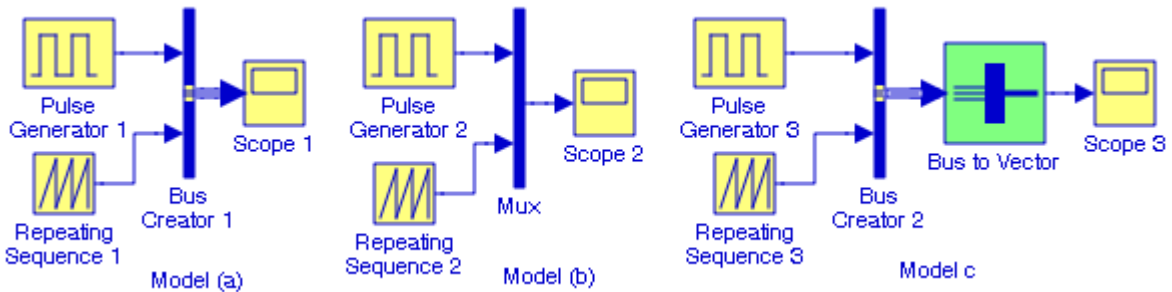 Pulse
Generator 1
Scope 1
Repeating
Sequence 1
Bus
Creator 1
Model (a)
Pulse
Generator 2
Scope 2
Repeating
Sequence 2
Mux
Model (b)
Pulse
Generator 3
Bus to Vector
Scope 3
Repeating
Sequence 3
Bus
Creator 2
Model c